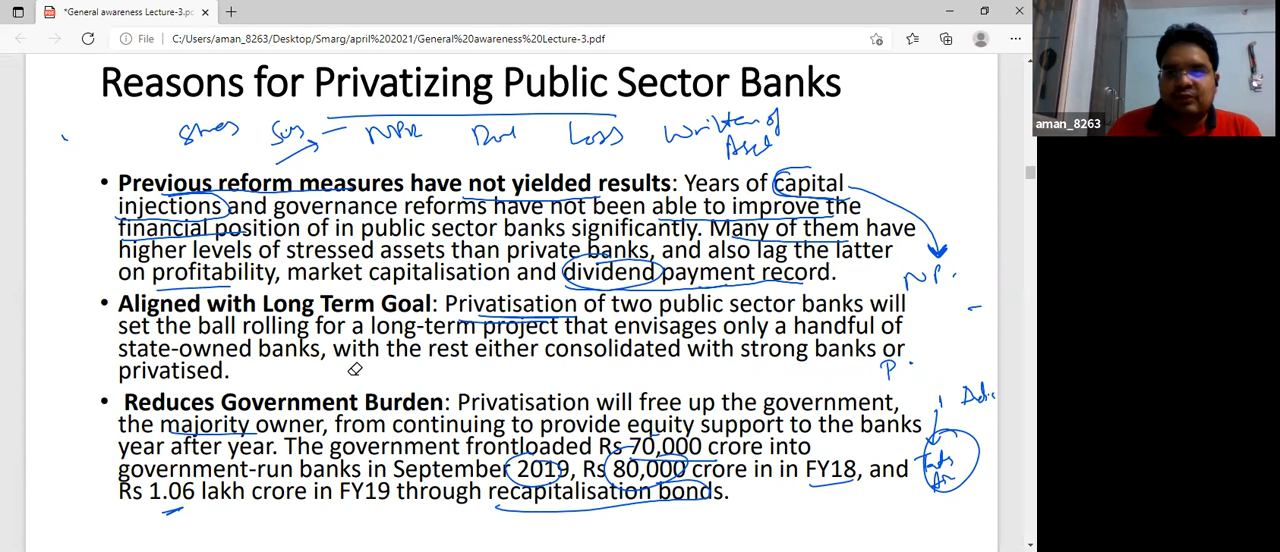 *General awareness Lecture-3.pc
File C:/Users/aman_8263/Desktop/Smarg/april%202021/General%20awareness%20Lecture-3.pdf
aman_8263
Reasons for Privatizing Public Sector Banks
NPA Loss Written of
• Previous reform measures have not yielded results: Years of capital
injections and governance reforms have not been able to improve the
financial position of in public sector banks significantly. Many of them have
higher levels of stressed assets than private banks, and also lag the latter
on profitability, market capitalisation and dividend payment record.
NP.
• Aligned with Long Term Goal: Privatisation of two public sector banks will
set the ball rolling for a long-term project that envisages only a handful of
state-owned banks, with the rest either consolidated with strong banks or
privatised.
P
• Reduces Government Burden: Privatisation will free up the government,
the majority owner, from continuing to provide equity support to the banks
year after year. The government frontloaded Rs 70,000 crore into
government-run banks in September 2019, Rs 80,000 crore in in FY18, and
Rs 1.06 lakh crore in FY19 through recapitalisation bonds.